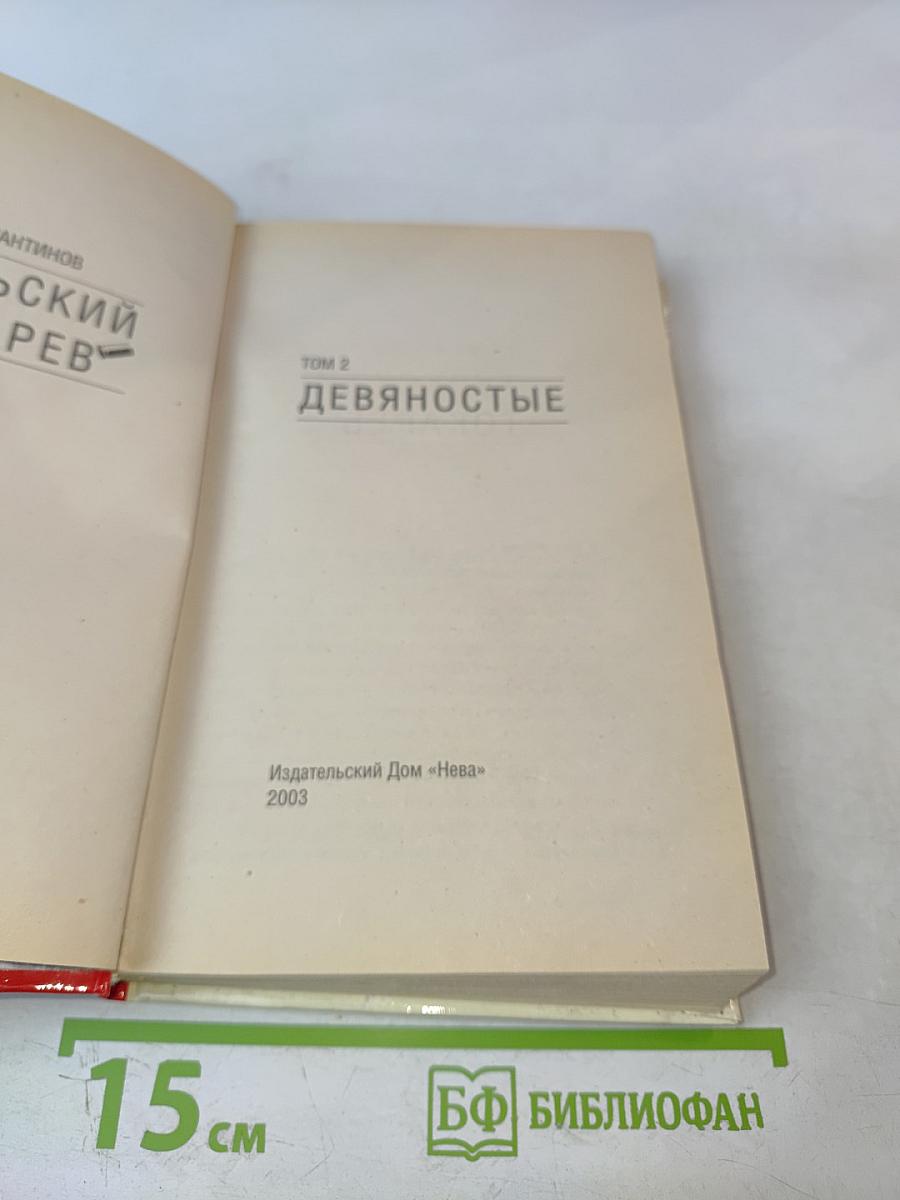 АНТИНОВ
ЬСКИЙ
РЕВ
ТОМ 2
ДЕВЯНОСТЫЕ
Издательский Дом «Нева»
2003
15 см
БФ БИБЛИОФАН